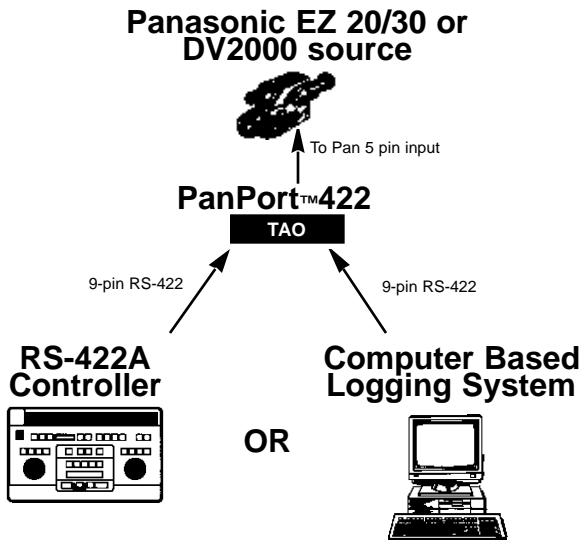 Panasonic EZ 20/30 or
DV2000 source
To Pan 5 pin input
PanPort™422
TAO
9-pin RS-422
9-pin RS-422
RS-422A
Controller
OR
Computer Based
Logging System